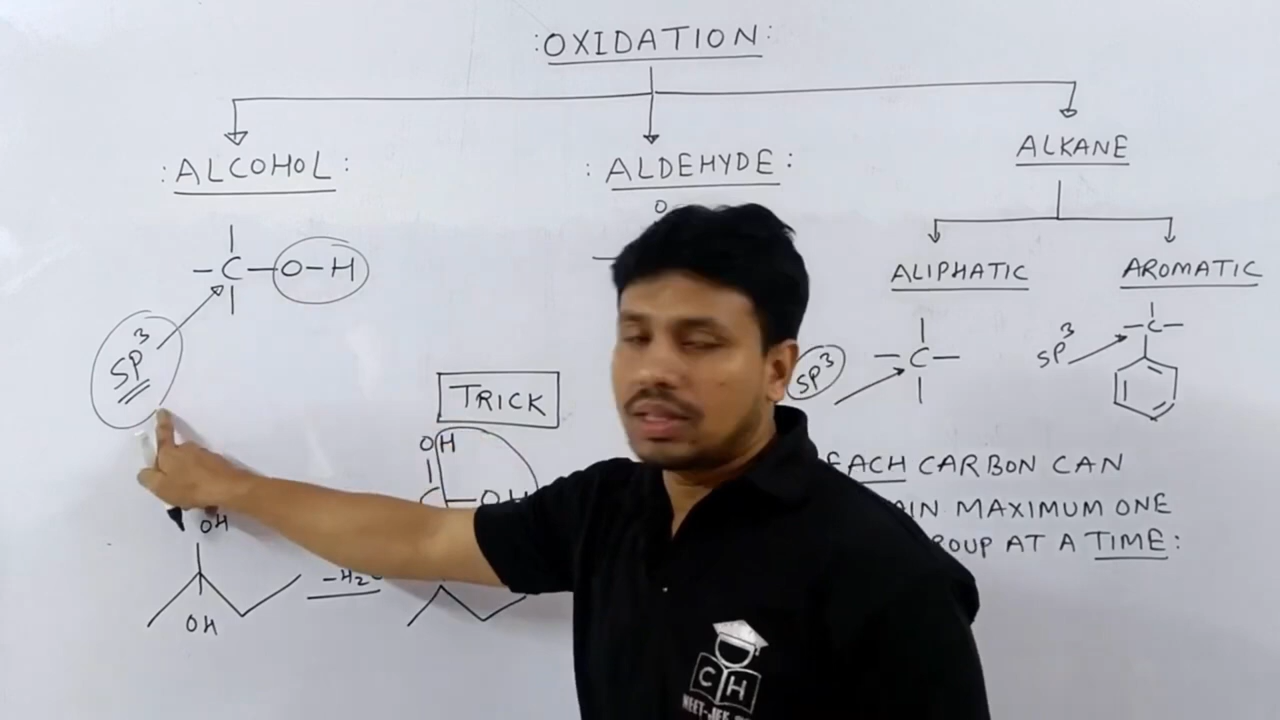 :OXIDATION:
:ALCOHOL:
:ALDEHYDE:
ALKANE
O
-C-O-H
ALIPHATIC
AROMATIC
SP³
-C-
SP³
-C-
SP³
TRICK
OH
C-OH
EACH CARBON CAN
MAXIMUM ONE
AT A TIME:
OH
-H₂
OH
CH